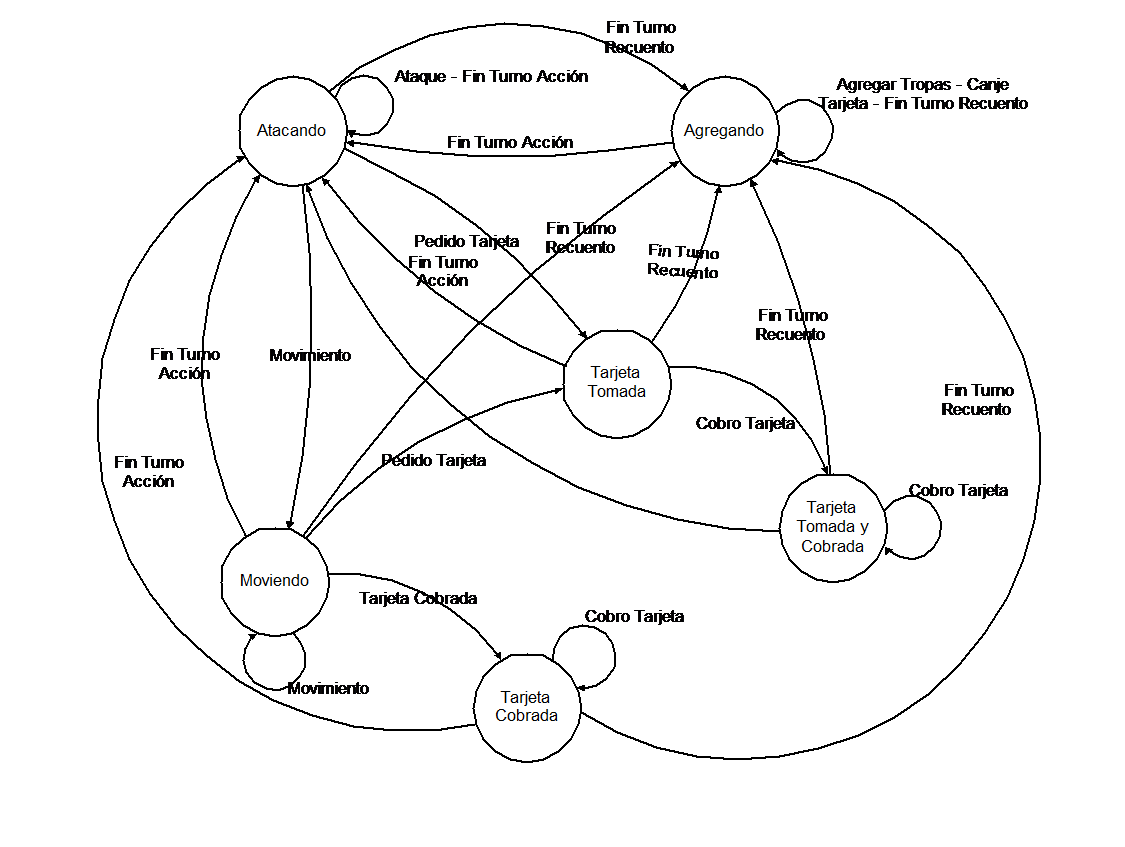 Fin Turno
Recuento
Ataque - Fin Turno Acción
Agregar Tropas - Canje
Tarjeta - Fin Turno Recuento
Atacando
Agregando
Fin Turno Acción
Pedido Tarjeta
Fin Turno
Acción
Fin Turno
Recuento
Fin Turno
Recuento
Fin Turno
Recuento
Fin Turno
Acción
Movimiento
Tarjeta
Tomada
Fin Turno
Recuento
Cobro Tarjeta
Pedido Tarjeta
Fin Turno
Acción
Cobro Tarjeta
Tarjeta
Tomada y
Cobrada
Moviendo
Tarjeta Cobrada
Cobro Tarjeta
Movimiento
Tarjeta
Cobrada